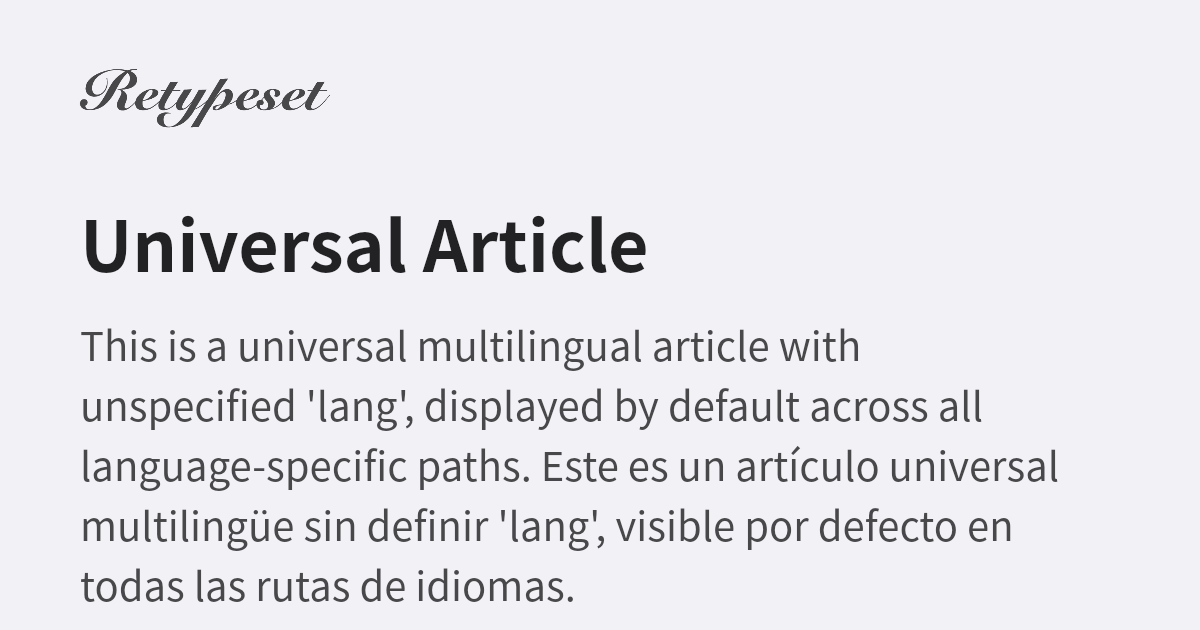 Retypeset
Universal Article
This is a universal multilingual article with
unspecified 'lang', displayed by default across all
language-specific paths. Este es un artículo universal
multilingüe sin definir 'lang', visible por defecto en
todas las rutas de idiomas.